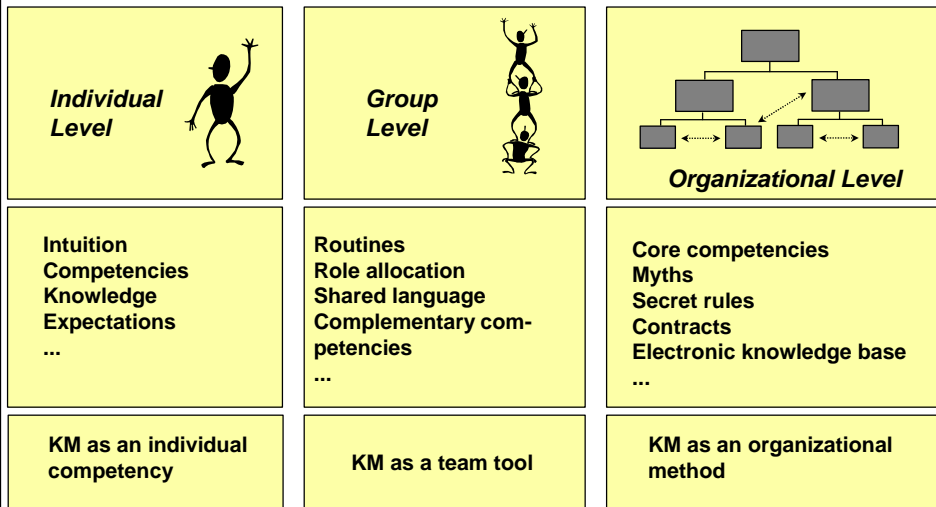 Individual
Level
Group
Level
Organizational Level
Intuition
Competencies
Knowledge
Expectations
...
Routines
Role allocation
Shared language
Complementary com-
petencies
...
Core competencies
Myths
Secret rules
Contracts
Electronic knowledge base
...
KM as an individual
competency
KM as a team tool
KM as an organizational
method